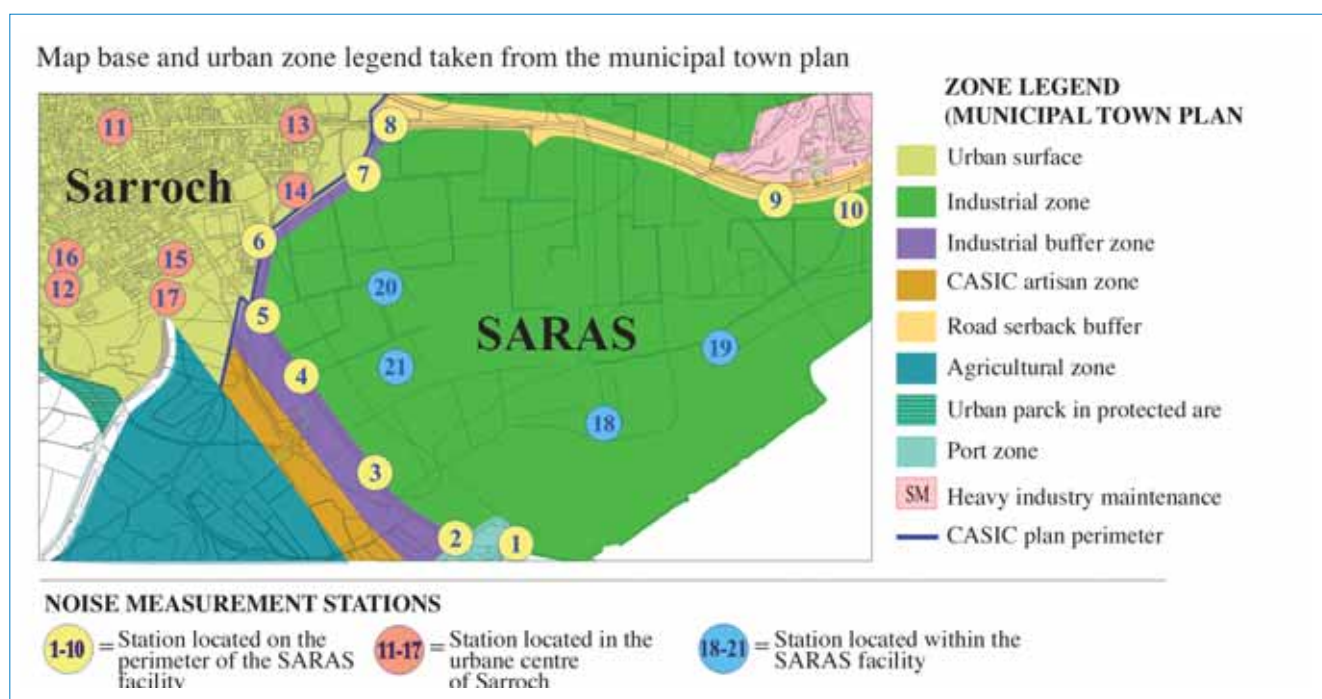 Map base and urban zone legend taken from the municipal town plan
11
13
8
7
Sarroch
14
9
10
6
16
15
12
17
20
5
SARAS
19
21
4
18
3
2
1
ZONE LEGEND
(MUNICIPAL TOWN PLAN
Urban surface
Industrial zone
Industrial buffer zone
CASIC artisan zone
Road serback buffer
Agricultural zone
Urban parck in protected are
Port zone
SM Heavy industry maintenance
CASIC plan perimeter
NOISE MEASUREMENT STATIONS
1-10 = Station located on the
perimeter of the SARAS
facility
11-17 = Station located in the
urbane centre
of Sarroch
18-21 = Station located within the
SARAS facility